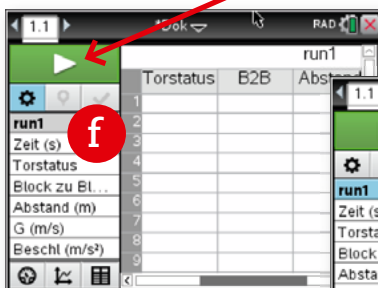 1.1 *Dok RAD
run1
Torstatus B2B Abstand
1
2
3
4
5
6
7
8
9
run1
Zeit (s)
Torstatus
Block zu Bl...
Abstand (m)
G (m/s)
Beschl (m/s²)
f
1.1
run1
Zeit (s
Torsta
Block
Absta